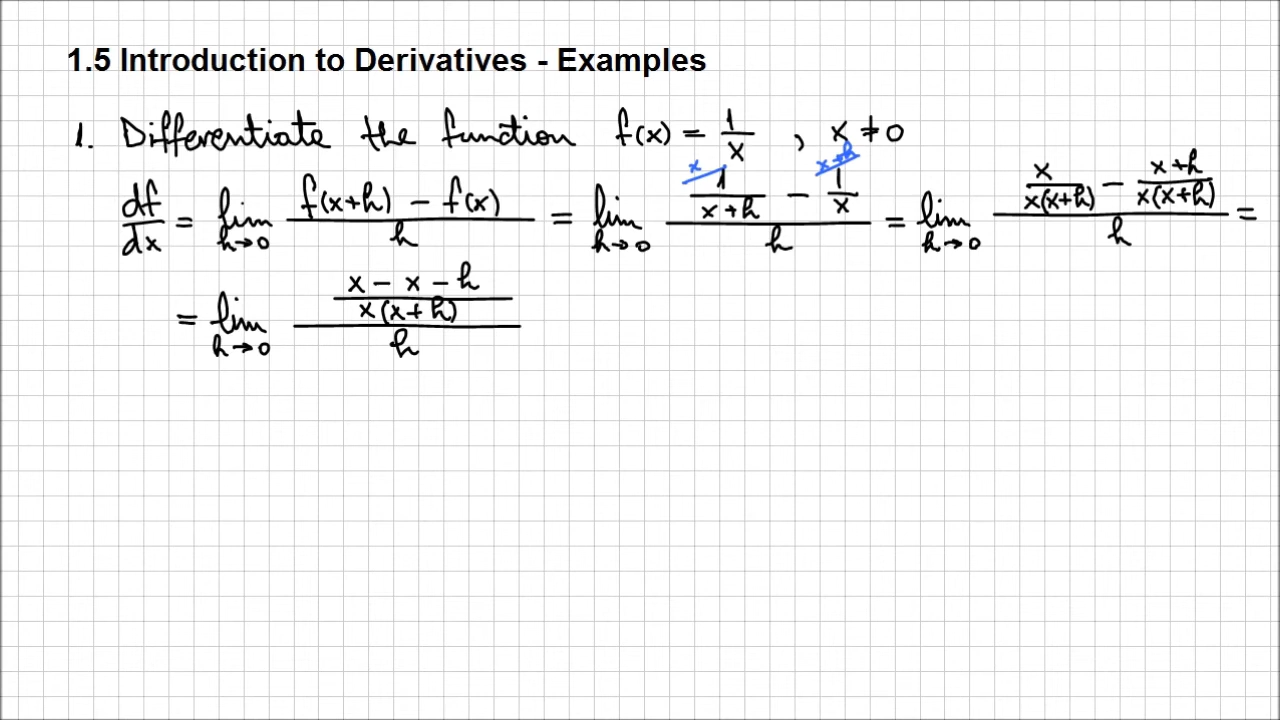 1.5 Introduction to Derivatives - Examples
1. Differentiate the function f(x) = 1/x , x ≠ 0
df/dx = lim h→0 (f(x+h) - f(x))/h = lim h→0 (x 1/(x+h) - x+h 1/x)/h = lim h→0 (x/(x(x+h)) - (x+h)/(x(x+h)))/h =
= lim h→0 ((x - x - h)/(x(x+h)))/h